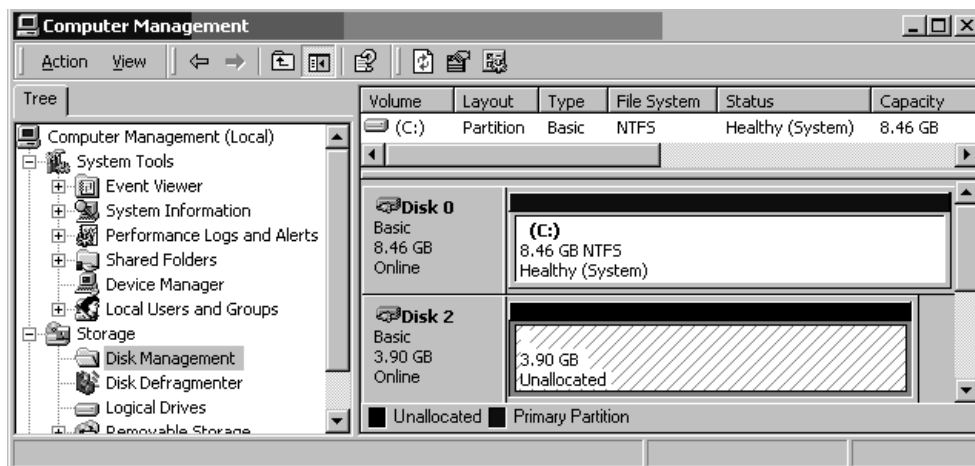 Computer Management
Action View
Tree
Computer Management (Local)
System Tools
Event Viewer
System Information
Performance Logs and Alerts
Shared Folders
Device Manager
Local Users and Groups
Storage
Disk Management
Disk Defragmenter
Logical Drives
Removable Storage
Volume Layout Type File System Status Capacity
(C:) Partition Basic NTFS Healthy (System) 8.46 GB
Disk 0
Basic
8.46 GB
Online
(C:)
8.46 GB NTFS
Healthy (System)
Disk 2
Basic
3.90 GB
Online
3.90 GB
Unallocated
Unallocated Primary Partition